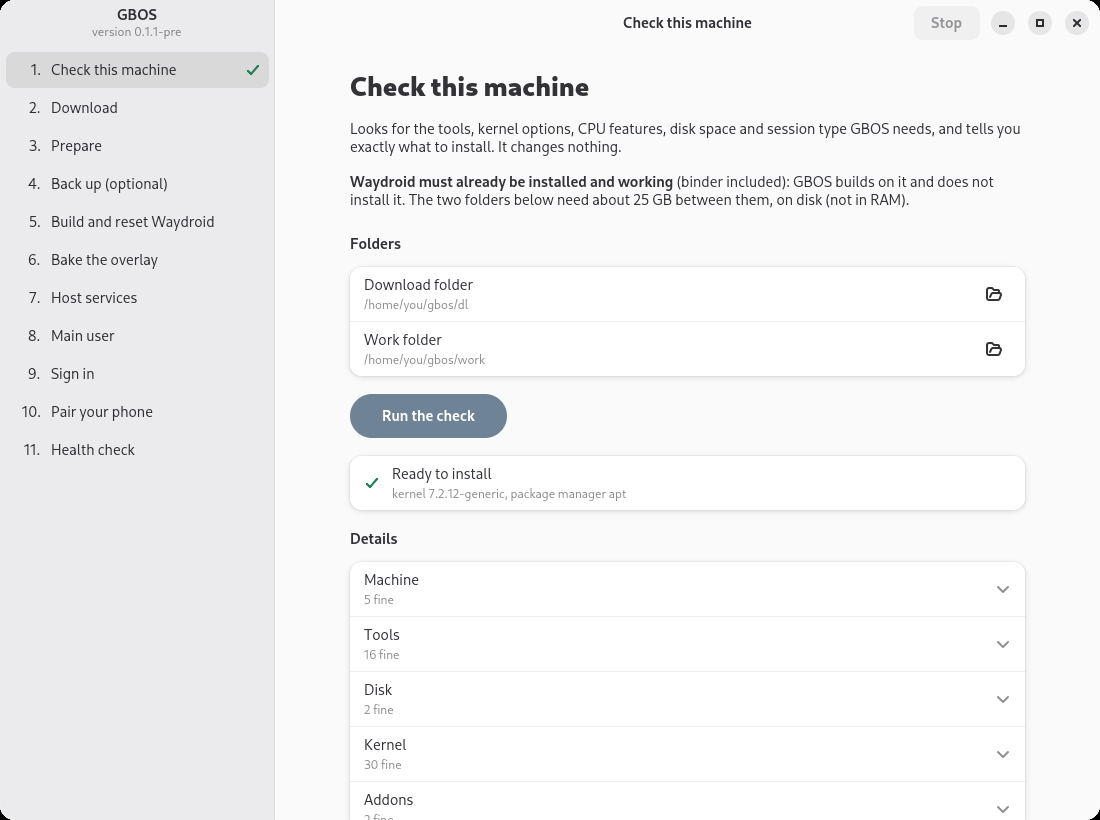 GBOS
version 0.1.1-pre
Check this machine
Stop
1. Check this machine
2. Download
3. Prepare
4. Back up (optional)
5. Build and reset Waydroid
6. Bake the overlay
7. Host services
8. Main user
9. Sign in
10. Pair your phone
11. Health check
Check this machine
Looks for the tools, kernel options, CPU features, disk space and session type GBOS needs, and tells you
exactly what to install. It changes nothing.
Waydroid must already be installed and working (binder included): GBOS builds on it and does not
install it. The two folders below need about 25 GB between them, on disk (not in RAM).
Folders
Download folder
/home/you/gbos/dl
Work folder
/home/you/gbos/work
Run the check
Ready to install
kernel 7.2.12-generic, package manager apt
Details
Machine
5 fine
Tools
16 fine
Disk
2 fine
Kernel
30 fine
Addons